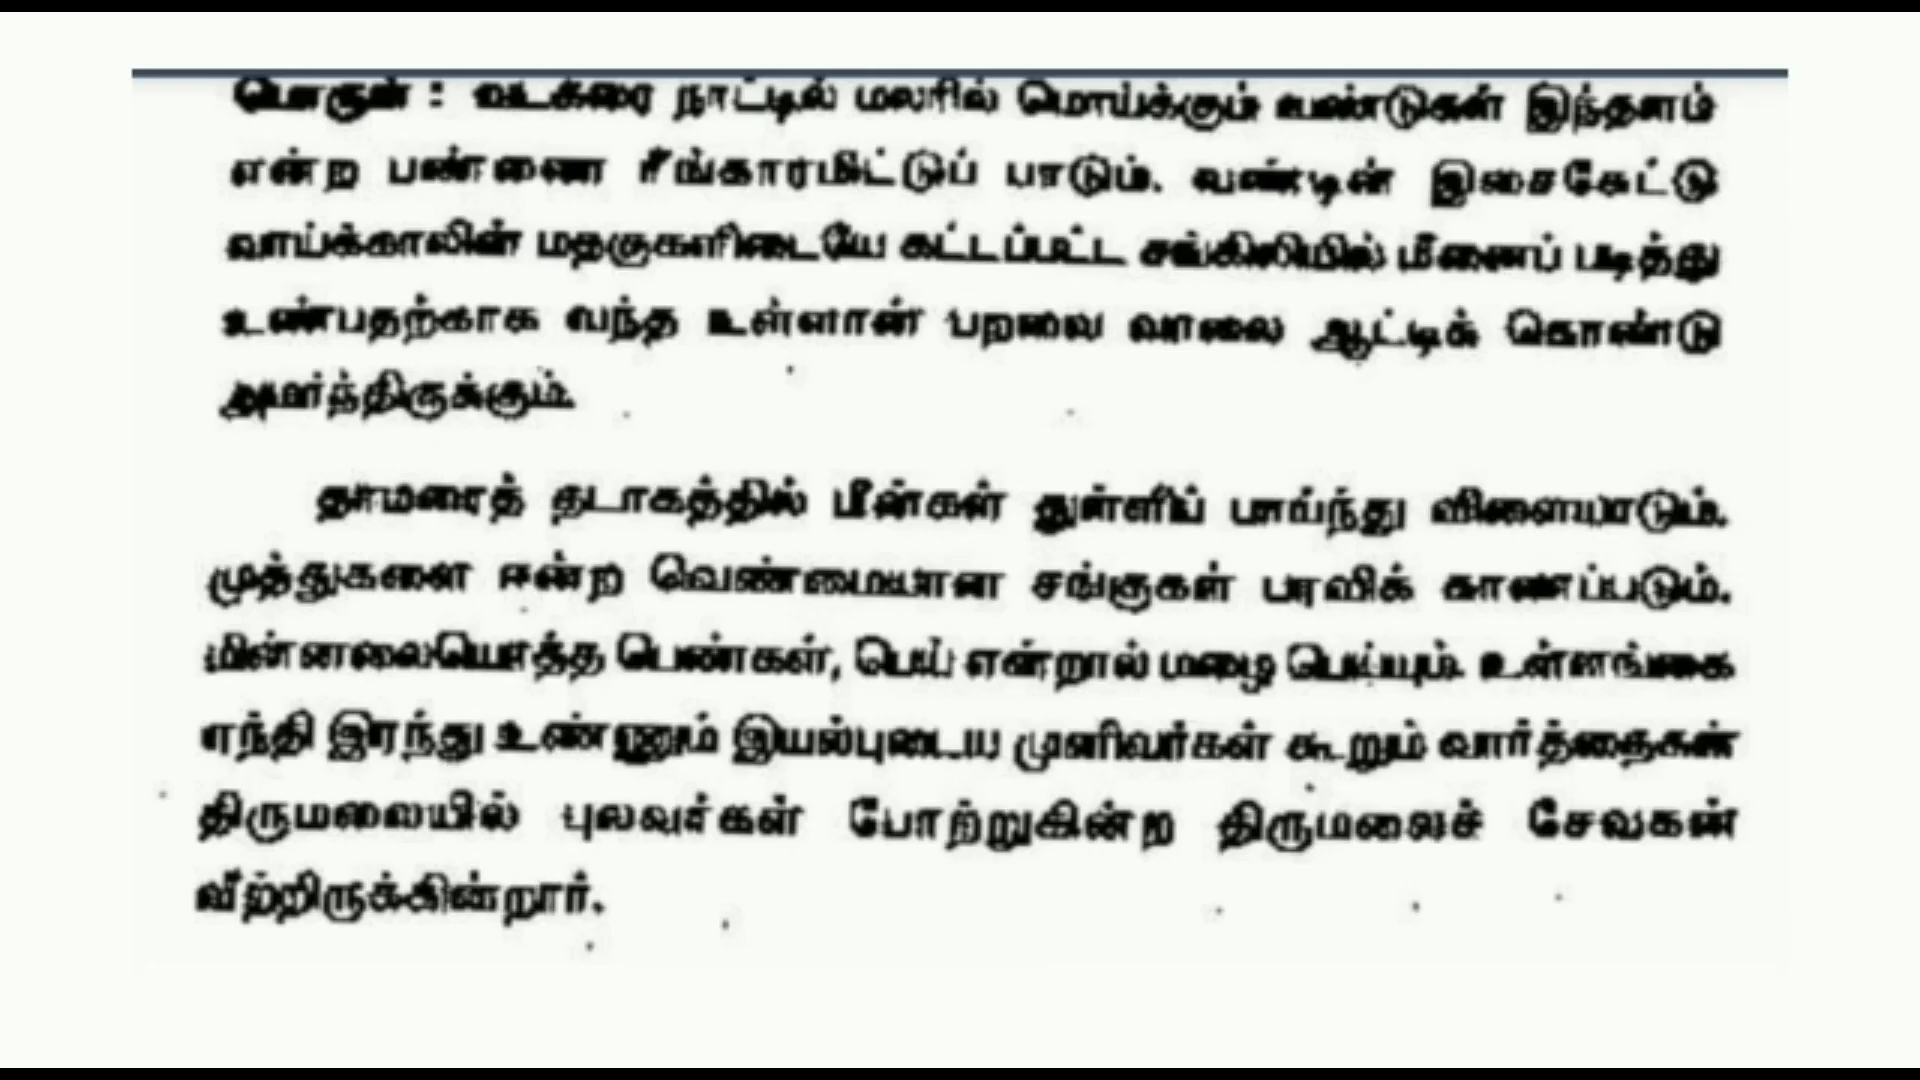 பொருள் : வடகரை நாட்டில் மலரில் மொய்க்கும் வண்டுகள் இந்தளம்
என்ற பண்ணை ரீங்காரமிட்டுப் பாடும். வண்டின் இசைகேட்டு
வாய்க்காலின் மதகுகளிடையே கட்டப்பட்ட சங்கிலியில் மீனைப் படித்து
உண்பதற்காக வந்த உள்ளான் பறவை வாலை ஆட்டிக் கொண்டு
அமர்ந்திருக்கும்.
தாமரைத் தடாகத்தில் மீன்கள் துள்ளிப் பாய்ந்து விளையாடும்.
முத்துகளை ஈன்ற வெண்மையான சங்குகள் பரவிக் காணப்படும்.
மின்னலையொத்த பெண்கள், பெய் என்றால் மழை பெய்யும். உள்ளங்கை
ஏந்தி இரந்து உண்ணும் இயல்புடைய முனிவர்கள் கூறும் வார்த்தைகள்
திருமலையில் புலவர்கள் போற்றுகின்ற திருமலைச் சேவகன்
வீற்றிருக்கின்றார்.